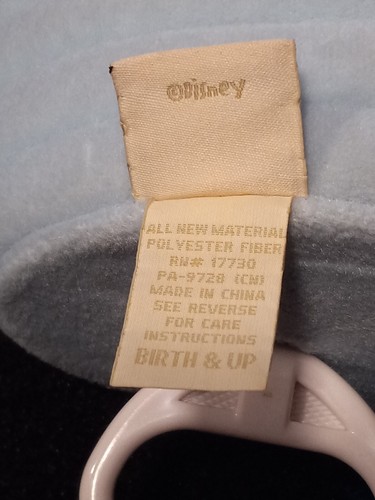 ©Disney
ALL NEW MATERIAL
POLYESTER FIBER
RN# 17730
PA-9728 (CN)
MADE IN CHINA
SEE REVERSE
FOR CARE
INSTRUCTIONS
BIRTH & UP